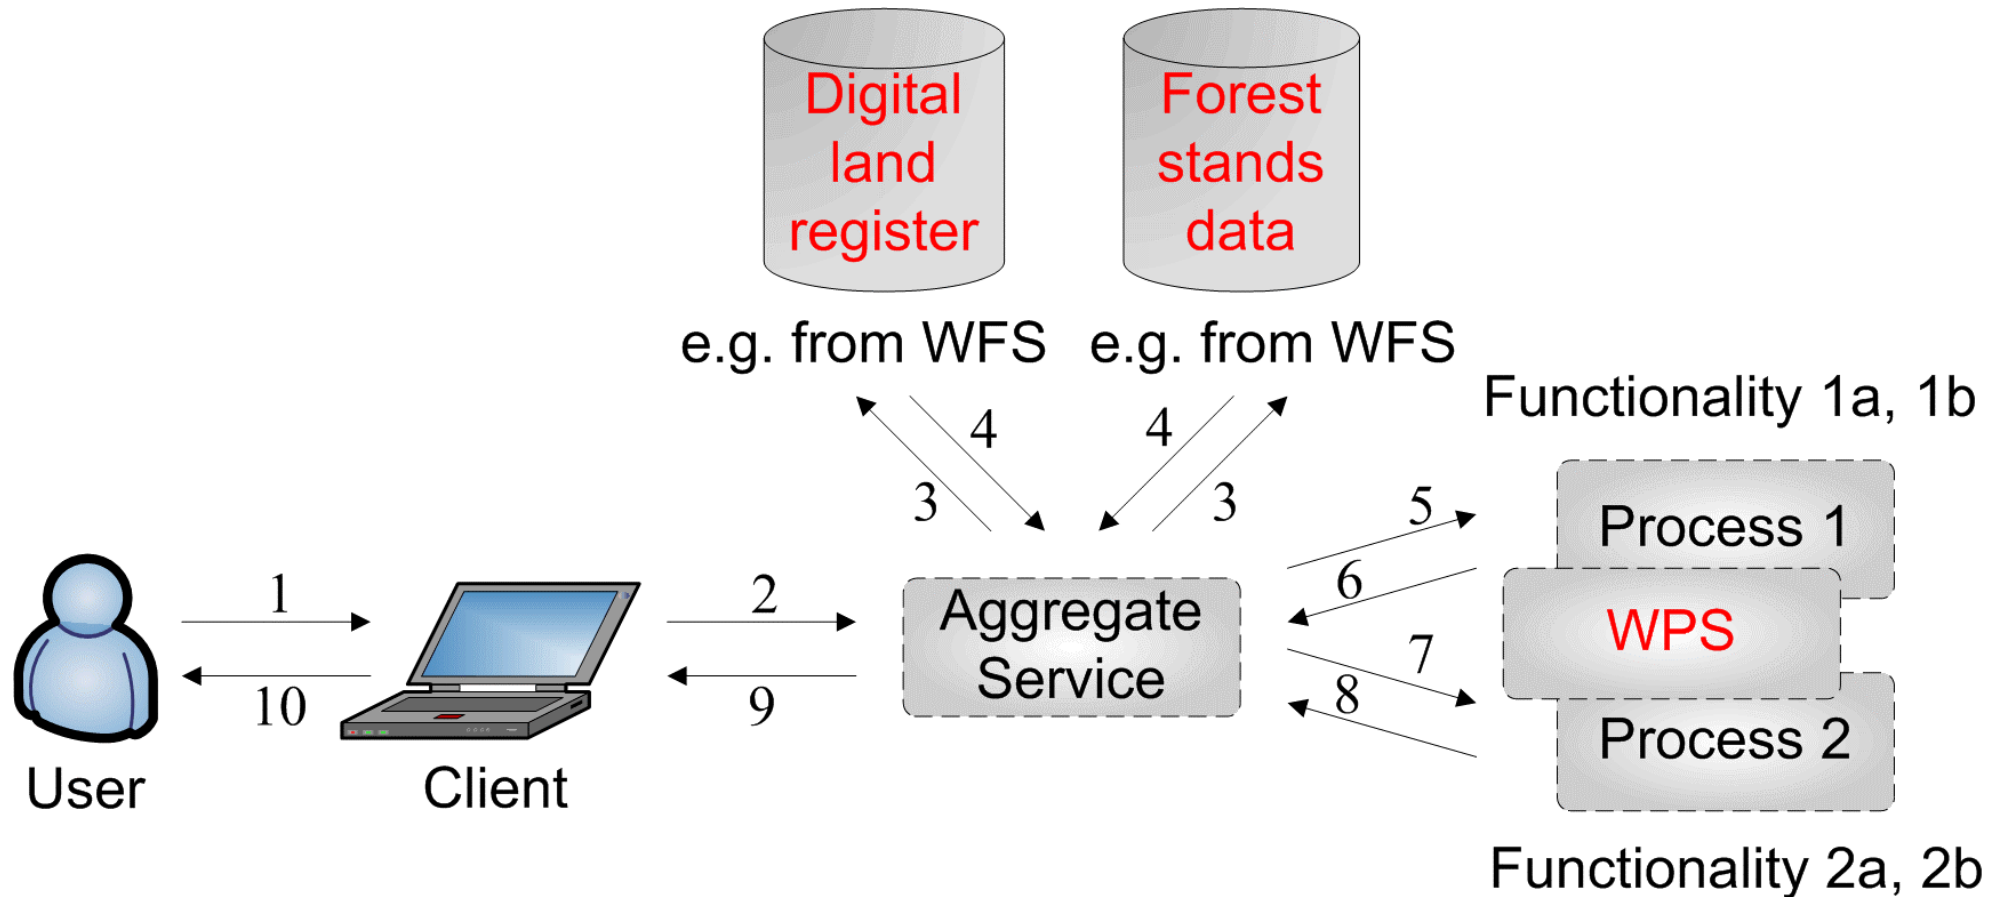 Digital
land
register
Forest
stands
data
e.g. from WFS
e.g. from WFS
4
4
3
3
Functionality 1a, 1b
5
Process 1
6
1
2
Aggregate
Service
WPS
7
10
9
8
Process 2
User
Client
Functionality 2a, 2b